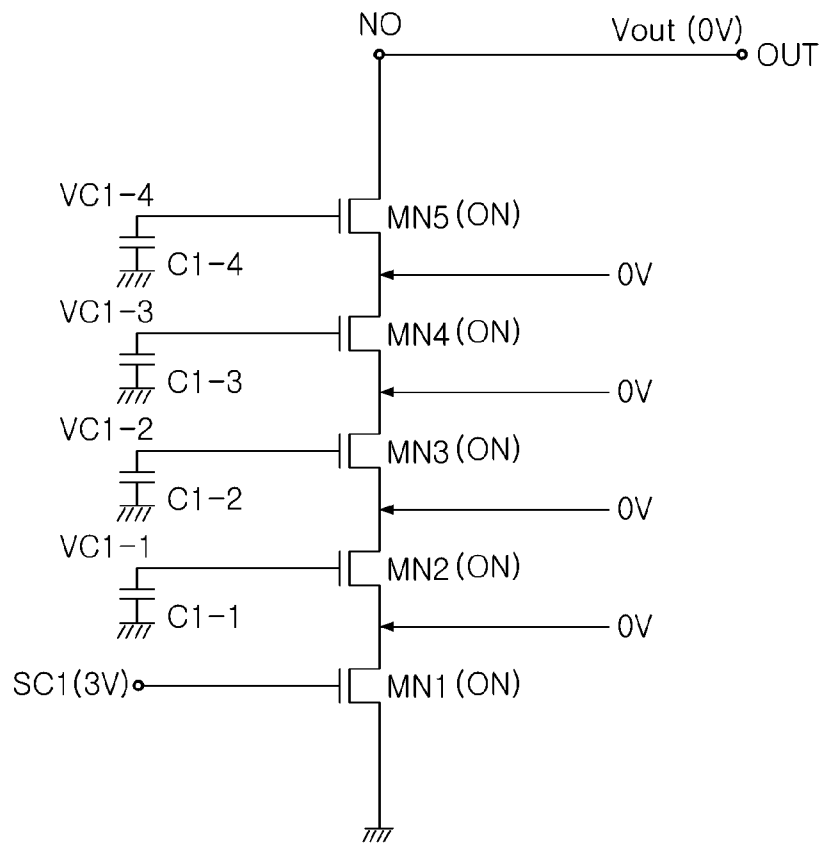 NO
Vout (0V)
OUT
VC1-4
MN5(ON)
C1-4
0V
VC1-3
MN4(ON)
C1-3
0V
VC1-2
MN3(ON)
C1-2
0V
VC1-1
MN2(ON)
C1-1
0V
SC1(3V)
MN1(ON)